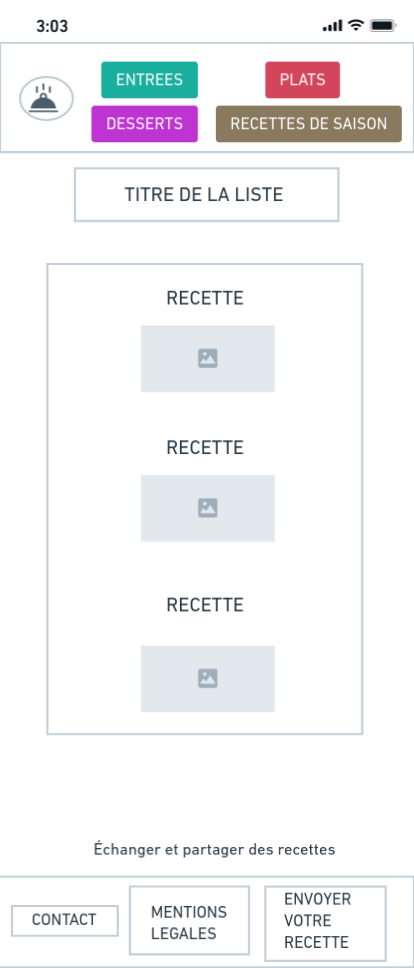 3:03
ENTREES
PLATS
DESSERTS
RECETTES DE SAISON
TITRE DE LA LISTE
RECETTE
RECETTE
RECETTE
Échanger et partager des recettes
CONTACT
MENTIONS
LEGALES
ENVOYER
VOTRE
RECETTE